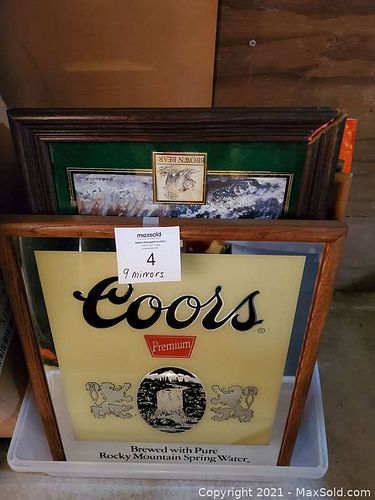 BROWN BEAR
maxsold
4
9 mirrors
Coors®
Premium
Brewed with Pure
Rocky Mountain Spring Water.
Copyright © 2021 - MaxSold.com